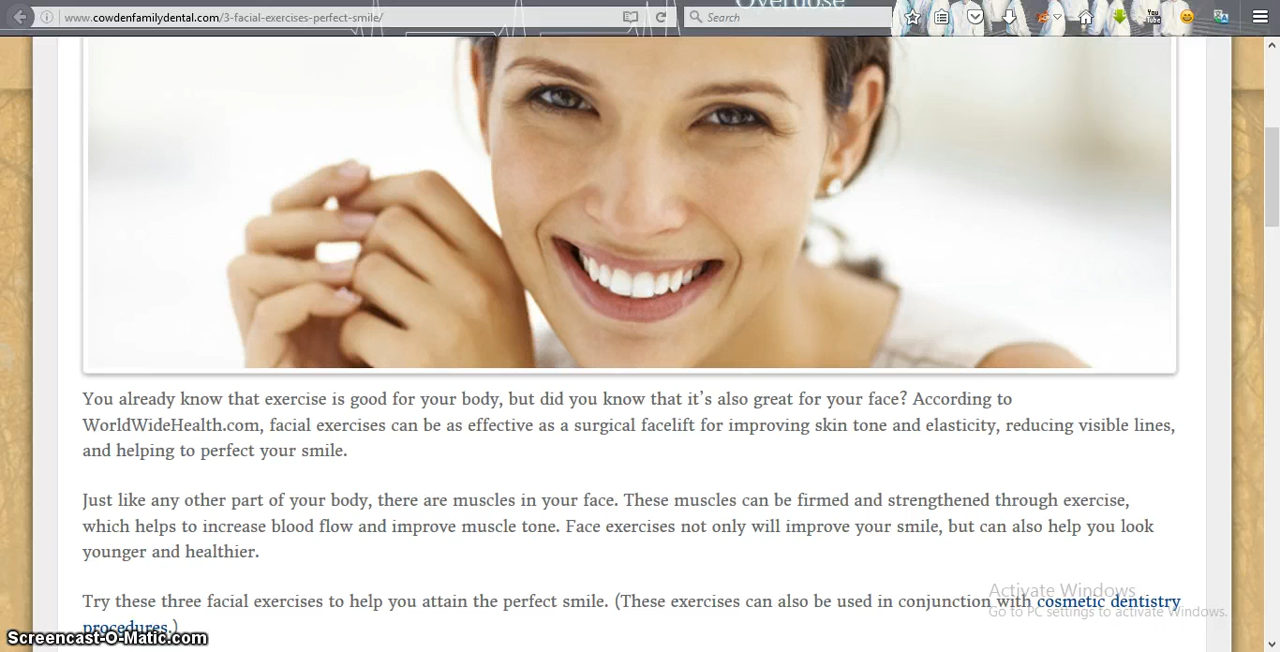 www.cowdenfamilydental.com/3-facial-exercises-perfect-smile/
Search
Overdose
You
Tube
You already know that exercise is good for your body, but did you know that it's also great for your face? According to
WorldWideHealth.com, facial exercises can be as effective as a surgical facelift for improving skin tone and elasticity, reducing visible lines,
and helping to perfect your smile.
Just like any other part of your body, there are muscles in your face. These muscles can be firmed and strengthened through exercise,
which helps to increase blood flow and improve muscle tone. Face exercises not only will improve your smile, but can also help you look
younger and healthier.
Try these three facial exercises to help you attain the perfect smile. (These exercises can also be used in conjunction with cosmetic dentistry
procedures.)
Activate Windows
Go to PC settings to activate Windows.
Screencast-O-Matic.com